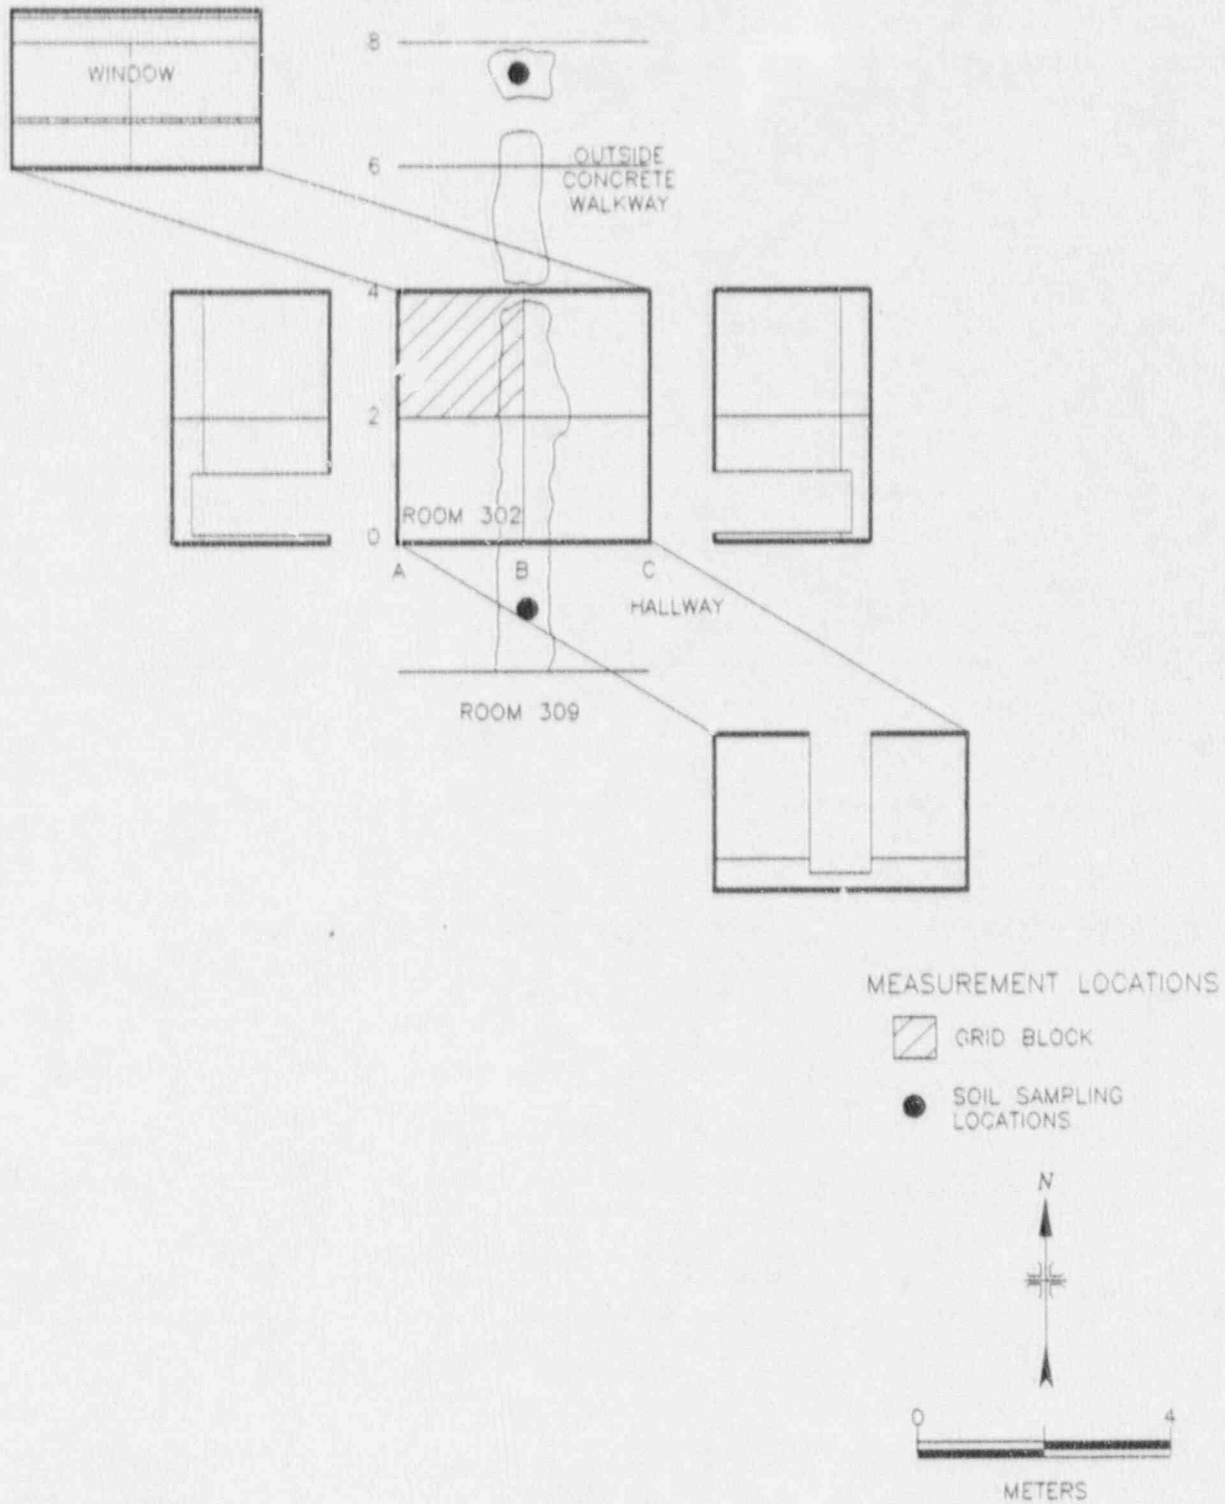 8
WINDOW
6
OUTSIDE
CONCRETE
WALKWAY
4
2
ROOM 302
0
A B C
HALLWAY
ROOM 309
MEASUREMENT LOCATIONS
GRID BLOCK
SOIL SAMPLING
LOCATIONS
N
0 4
METERS